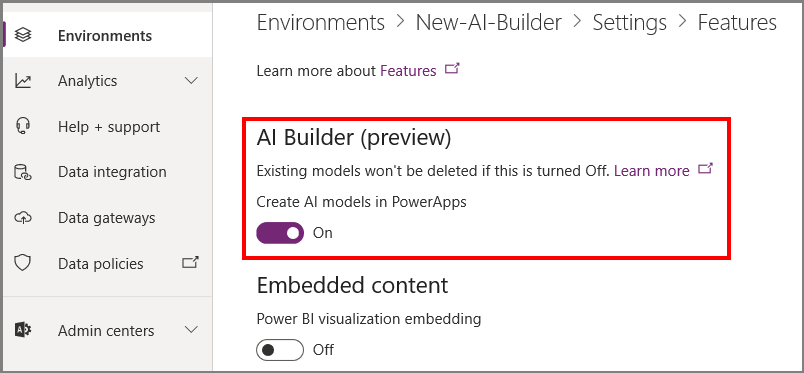 Environments
Analytics
Help + support
Data integration
Data gateways
Data policies
Admin centers
Environments > New-AI-Builder > Settings > Features
Learn more about Features
AI Builder (preview)
Existing models won't be deleted if this is turned Off. Learn more
Create AI models in PowerApps
On
Embedded content
Power BI visualization embedding
Off